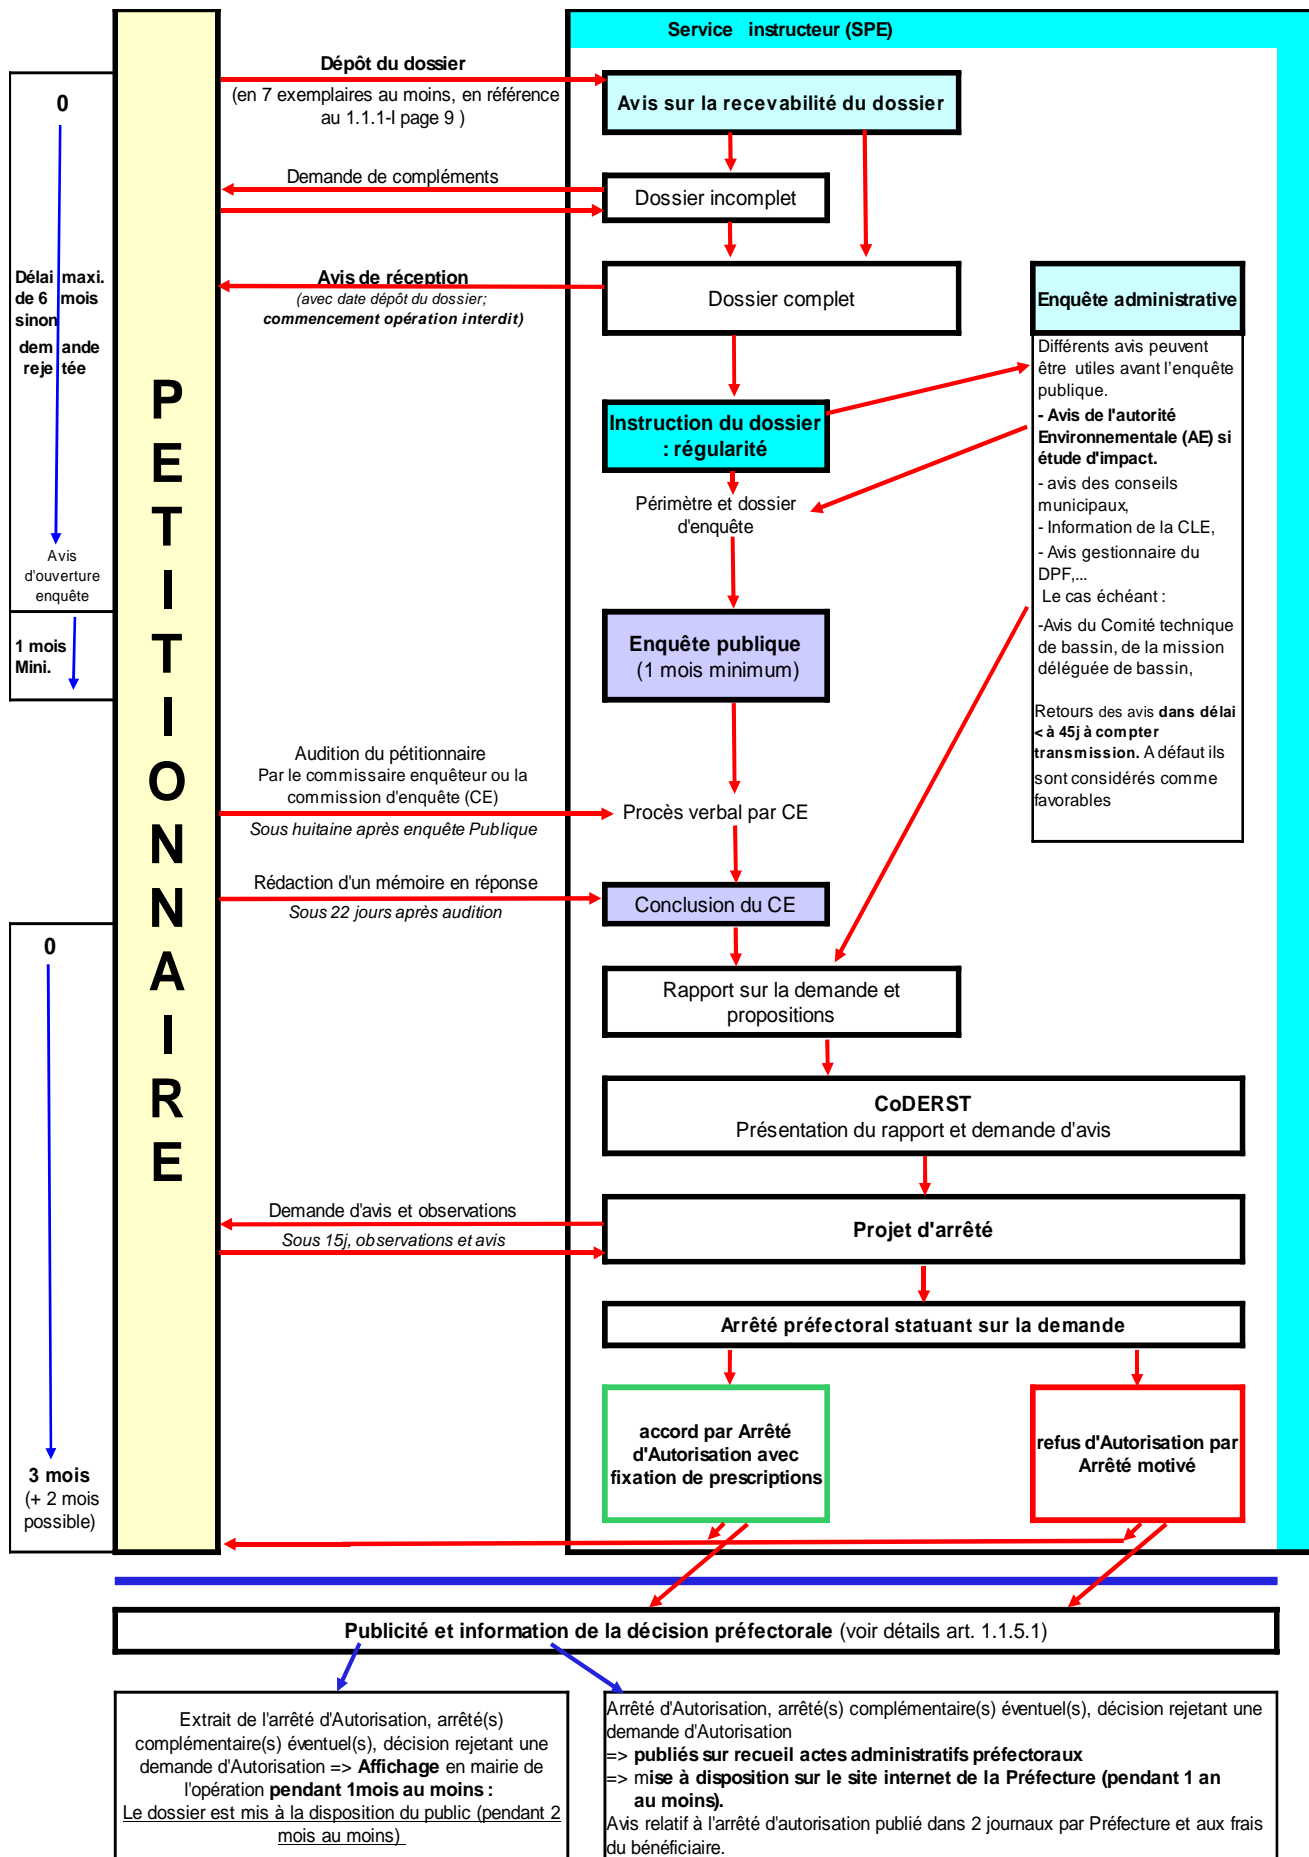 Service instructeur (SPE)
Dépôt du dossier
(en 7 exemplaires au moins, en référence
au 1.1.1-I page 9 )
Avis sur la recevabilité du dossier
0
Demande de compléments
Dossier incomplet
Délai maxi.
de 6 mois
sinon
demande
rejetée
Avis de réception
(avec date dépôt du dossier;
commencement opération interdit)
Dossier complet
Enquête administrative
Différents avis peuvent
être utiles avant l'enquête
publique.
- Avis de l'autorité
Environnementale (AE) si
étude d'impact.
- avis des conseils
municipaux,
- Information de la CLE,
- Avis gestionnaire du
DPF,...
Le cas échéant :
-Avis du Comité technique
de bassin, de la mission
déléguée de bassin,
Retours des avis dans délai
< à 45j à compter
transmission. A défaut ils
sont considérés comme
favorables
P
E
T
I
T
I
O
N
N
A
I
R
E
Instruction du dossier
: régularité
Périmètre et dossier
d'enquête
Avis
d'ouverture
enquête
1 mois
Mini.
Enquête publique
(1 mois minimum)
Audition du pétitionnaire
Par le commissaire enquêteur ou la
commission d'enquête (CE)
Sous huitaine après enquête Publique
Procès verbal par CE
Rédaction d'un mémoire en réponse
Sous 22 jours après audition
Conclusion du CE
0
Rapport sur la demande et
propositions
CoDERST
Présentation du rapport et demande d'avis
Demande d'avis et observations
Sous 15j, observations et avis
Projet d'arrêté
Arrêté préfectoral statuant sur la demande
accord par Arrêté
d'Autorisation avec
fixation de prescriptions
refus d'Autorisation par
Arrêté motivé
3 mois
(+ 2 mois
possible)
Publicité et information de la décision préfectorale (voir détails art. 1.1.5.1)
Extrait de l'arrêté d'Autorisation, arrêté(s)
complémentaire(s) éventuel(s), décision rejetant une
demande d'Autorisation => Affichage en mairie de
l'opération pendant 1mois au moins :
Le dossier est mis à la disposition du public (pendant 2
mois au moins)
Arrêté d'Autorisation, arrêté(s) complémentaire(s) éventuel(s), décision rejetant une
demande d'Autorisation
=> publiés sur recueil actes administratifs préfectoraux
=> mise à disposition sur le site internet de la Préfecture (pendant 1 an
au moins).
Avis relatif à l'arrêté d'autorisation publié dans 2 journaux par Préfecture et aux frais
du bénéficiaire.